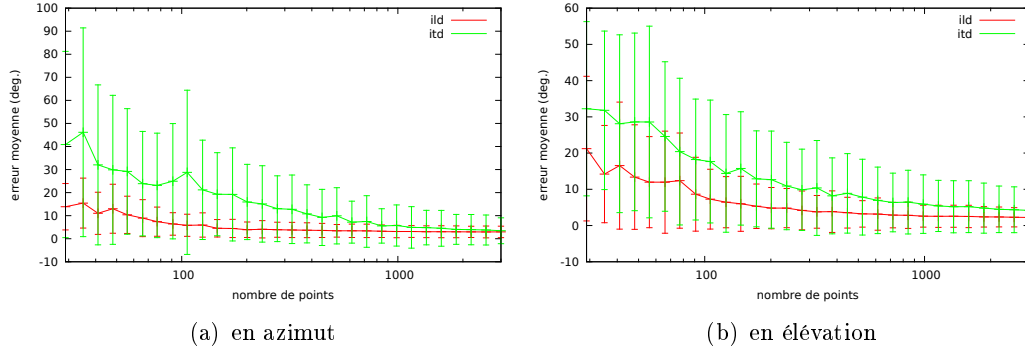 100
90
80
70
60
50
40
30
20
10
0
-10
erreur moyenne (deg.)
100
1000
nombre de points
ild
itd
(a) en azimut
60
50
40
30
20
10
0
-10
erreur moyenne (deg.)
100
1000
nombre de points
ild
itd
(b) en élévation